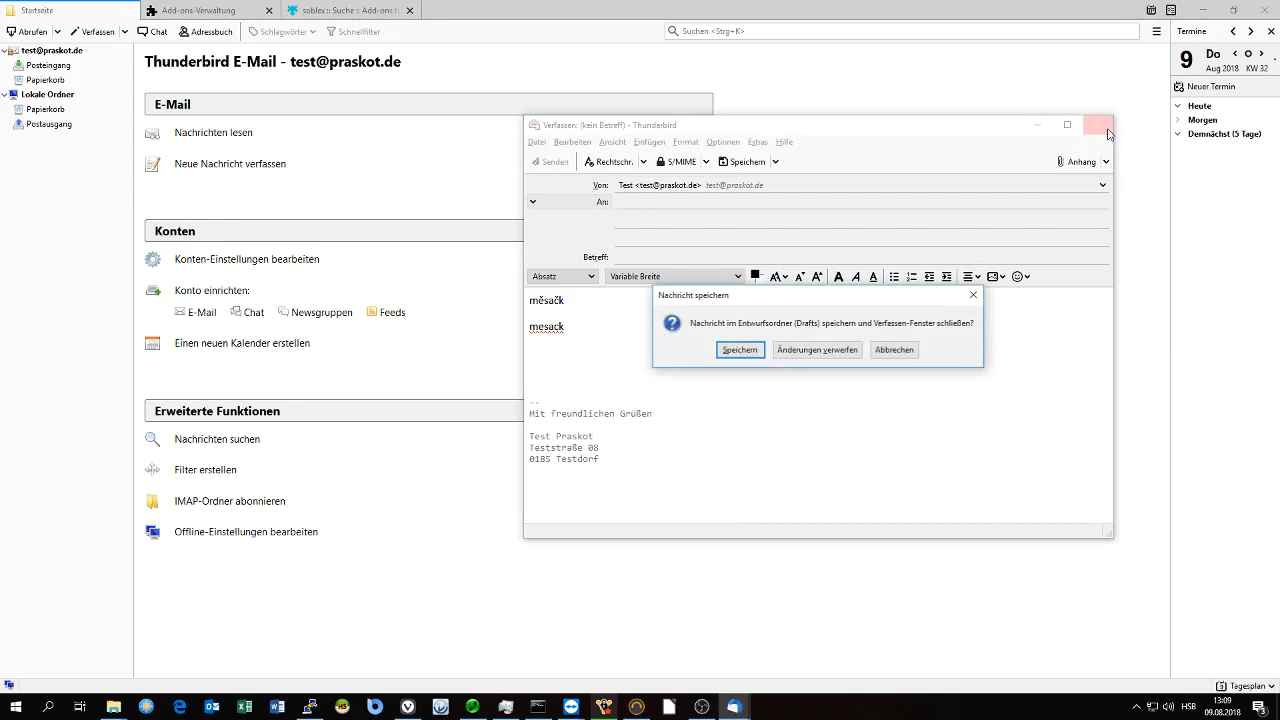 Startseite
Add-ons-Verwaltung
soblex :: Suche :: Add-ons f
Abrufen
Verfassen
Chat
Adressbuch
Schlagwörter
Schnellfilter
Suchen <Strg+K>
Termine
test@praskot.de
Posteingang
Papierkorb
Lokale Ordner
Papierkorb
Postausgang
Thunderbird E-Mail - test@praskot.de
E-Mail
Nachrichten lesen
Neue Nachricht verfassen
Konten
Konten-Einstellungen bearbeiten
Konto einrichten:
E-Mail
Chat
Newsgruppen
Feeds
Einen neuen Kalender erstellen
Erweiterte Funktionen
Nachrichten suchen
Filter erstellen
IMAP-Ordner abonnieren
Offline-Einstellungen bearbeiten
Verfassen: (kein Betreff) - Thunderbird
Datei Bearbeiten Ansicht Einfügen Format Optionen Extras Hilfe
Senden
Rechtschr.
S/MIME
Speichern
Anhang
Von: Test <test@praskot.de> test@praskot.de
An:
Betreff:
Absatz
Variable Breite
měsačk
mesack
--
Mit freundlichen Grüßen
Test Praskot
Teststraße 08
0185 Testdorf
Nachricht speichern
Nachricht im Entwurfsordner (Drafts) speichern und Verfassen-Fenster schließen?
Speichern
Änderungen verwerfen
Abbrechen
9
Do
Aug 2018 KW 32
Neuer Termin
Heute
Morgen
Demnächst (5 Tage)
Tagesplan
HSB
13:09
09.08.2018